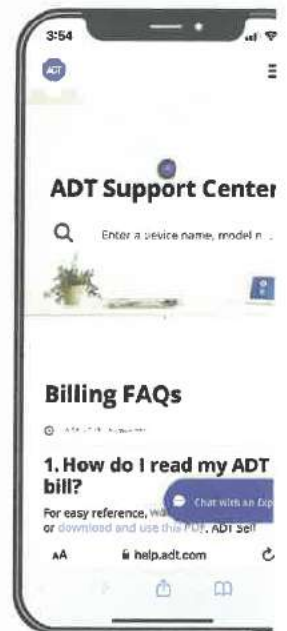 3:54
ADT
ADT Support Center
Enter a device name, model n...
Billing FAQs
1. How do I read my ADT
bill?
Chat with an Exp
For easy reference,
or download and use this PDF. ADT Self
AA help.adt.com